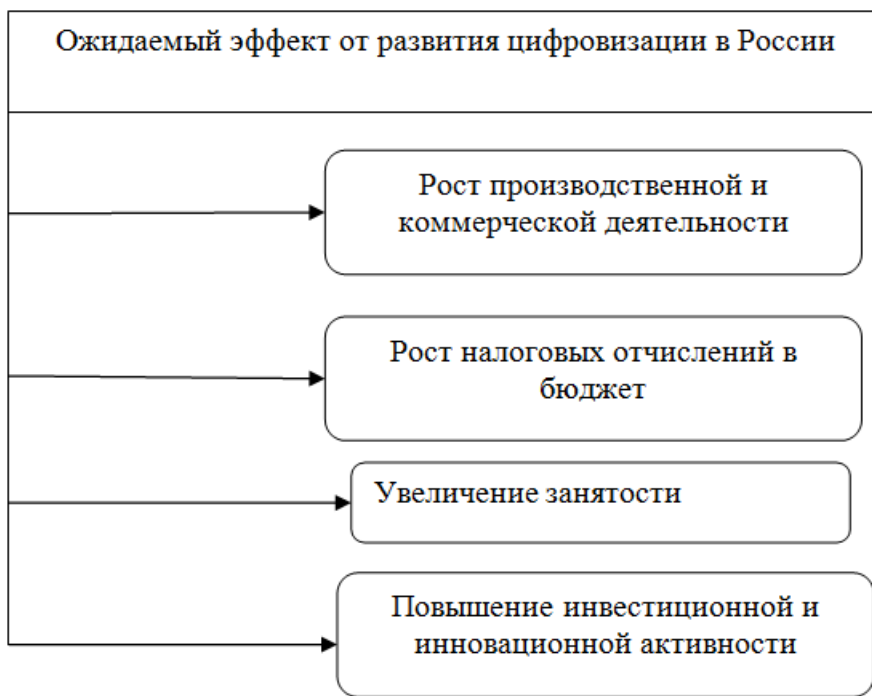 Ожидаемый эффект от развития цифровизации в России
Рост производственной и
коммерческой деятельности
Рост налоговых отчислений в
бюджет
Увеличение занятости
Повышение инвестиционной и
инновационной активности